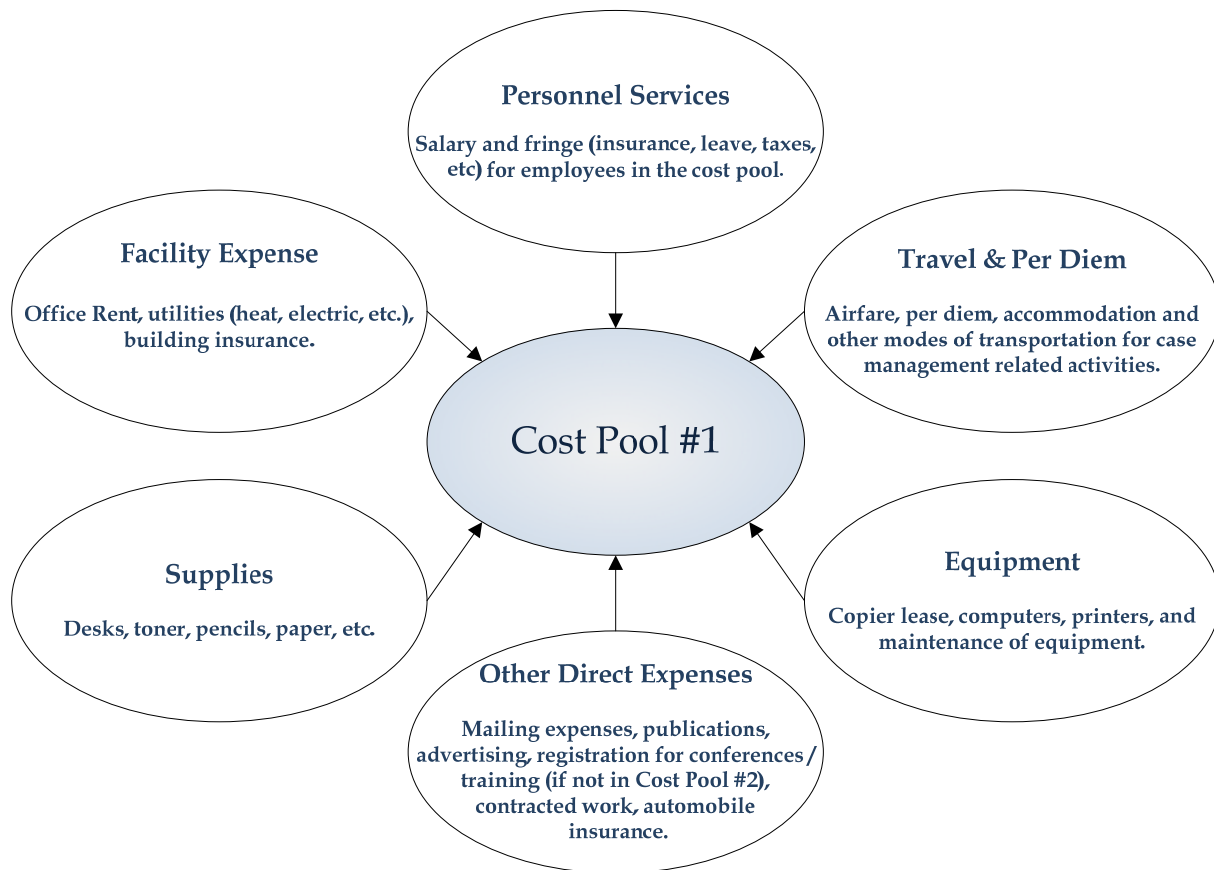 Personnel Services
Salary and fringe (insurance, leave, taxes,
etc) for employees in the cost pool.
Facility Expense
Office Rent, utilities (heat, electric, etc.),
building insurance.
Travel & Per Diem
Airfare, per diem, accommodation and
other modes of transportation for case
management related activities.
Cost Pool #1
Supplies
Desks, toner, pencils, paper, etc.
Equipment
Copier lease, computers, printers, and
maintenance of equipment.
Other Direct Expenses
Mailing expenses, publications,
advertising, registration for conferences/
training (if not in Cost Pool #2),
contracted work, automobile
insurance.